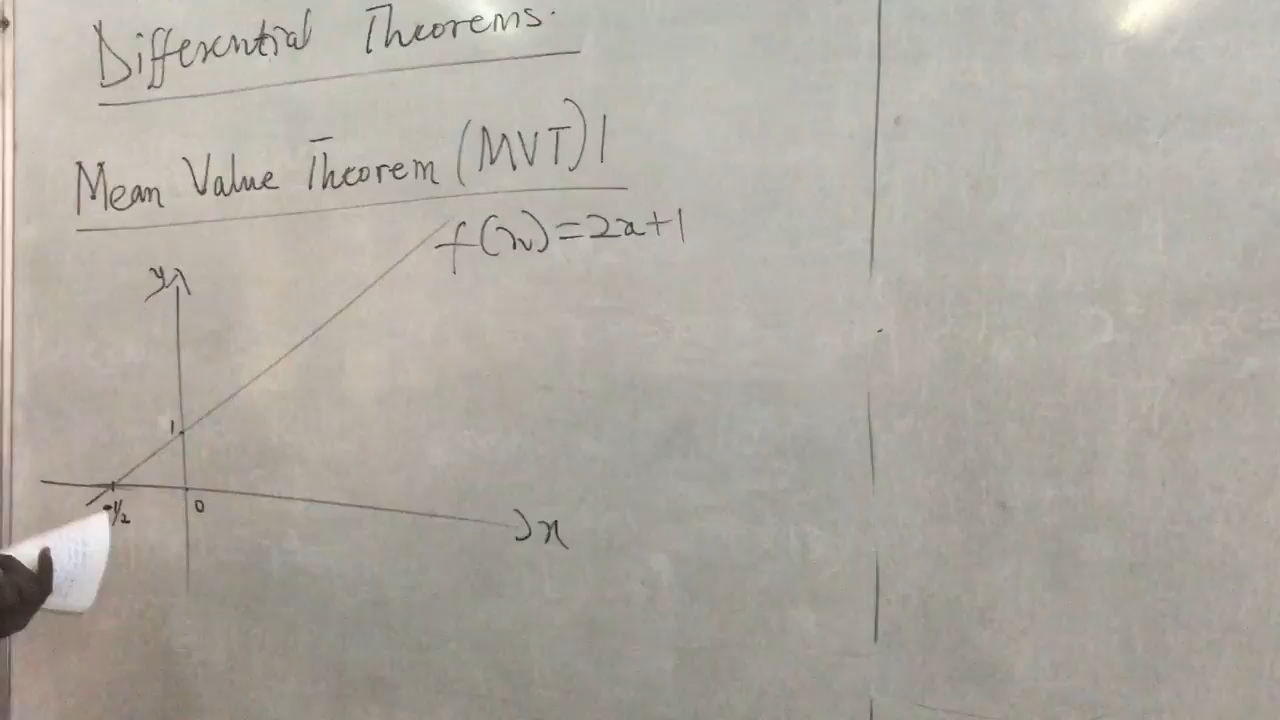 Differential Theorems.
Mean Value Theorem (MVT)
f(x)=2x+1
y
1
-1/2
0
x